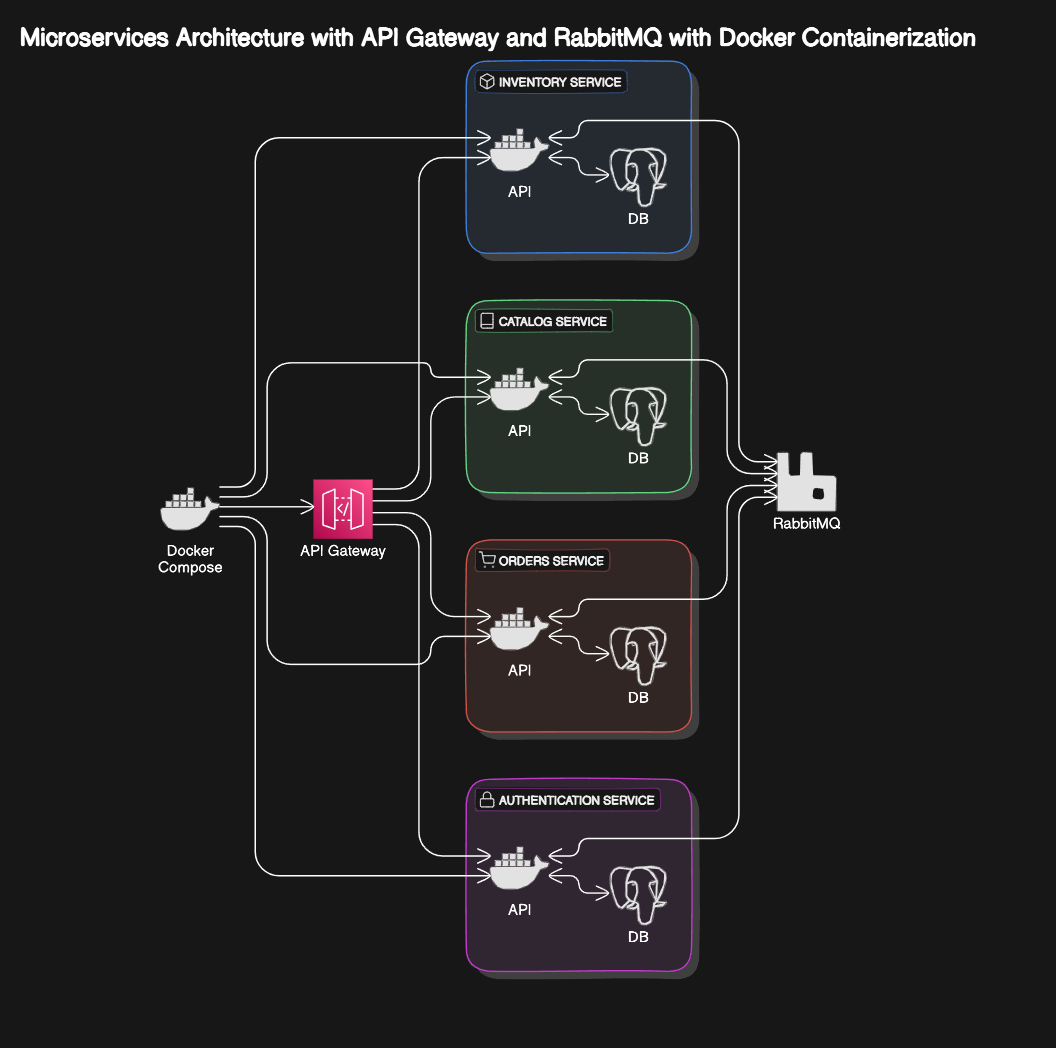 Microservices Architecture with API Gateway and RabbitMQ with Docker Containerization
INVENTORY SERVICE
API
DB
CATALOG SERVICE
API
DB
Docker
Compose
API Gateway
RabbitMQ
ORDERS SERVICE
API
DB
AUTHENTICATION SERVICE
API
DB